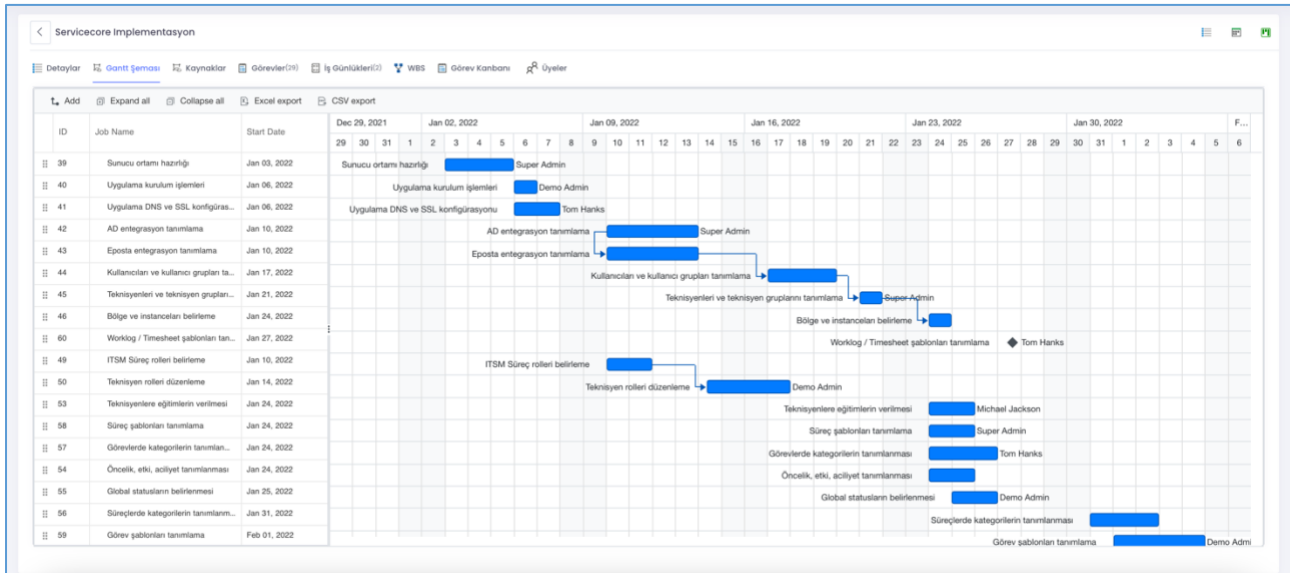 Servicecore Implementasyon
Detaylar Gantt Şeması Kaynaklar Görevler(29) İş Günlükleri(2) WBS Görev Kanbanı Üyeler
Add Expand all Collapse all Excel export CSV export
ID Job Name Start Date Dec 29, 2021 Jan 02, 2022 Jan 09, 2022 Jan 16, 2022 Jan 23, 2022 Jan 30, 2022 F...
29 30 31 1 2 3 4 5 6 7 8 9 10 11 12 13 14 15 16 17 18 19 20 21 22 23 24 25 26 27 28 29 30 31 1 2 3 4 5 6
39 Sunucu ortamı hazırlığı Jan 03, 2022 Sunucu ortamı hazırlığı Super Admin
40 Uygulama kurulum işlemleri Jan 06, 2022 Uygulama kurulum işlemleri Demo Admin
41 Uygulama DNS ve SSL konfigüras... Jan 06, 2022 Uygulama DNS ve SSL konfigürasyonu Tom Hanks
42 AD entegrasyon tanımlama Jan 10, 2022 AD entegrasyon tanımlama Super Admin
43 Eposta entegrasyon tanımlama Jan 10, 2022 Eposta entegrasyon tanımlama
44 Kullanıcıları ve kullanıcı grupları ta... Jan 17, 2022 Kullanıcıları ve kullanıcı grupları tanımlama
45 Teknisyenleri ve teknisyen grupları... Jan 21, 2022 Teknisyenleri ve teknisyen gruplarını tanımlama Super Admin
46 Bölge ve instanceları belirleme Jan 24, 2022 Bölge ve instanceları belirleme
60 Worklog / Timesheet şablonları tan... Jan 27, 2022 Worklog / Timesheet şablonları tanımlama Tom Hanks
49 ITSM Süreç rolleri belirleme Jan 10, 2022 ITSM Süreç rolleri belirleme
50 Teknisyen rolleri düzenleme Jan 14, 2022 Teknisyen rolleri düzenleme Demo Admin
53 Teknisyenlere eğitimlerin verilmesi Jan 24, 2022 Teknisyenlere eğitimlerin verilmesi Michael Jackson
58 Süreç şablonları tanımlama Jan 24, 2022 Süreç şablonları tanımlama Super Admin
57 Görevlerde kategorilerin tanımlan... Jan 24, 2022 Görevlerde kategorilerin tanımlanması Tom Hanks
54 Öncelik, etki, aciliyet tanımlanması Jan 24, 2022 Öncelik, etki, aciliyet tanımlanması
55 Global statusların belirlenmesi Jan 25, 2022 Global statusların belirlenmesi Demo Admin
56 Süreçlerde kategorilerin tanımlanm... Jan 31, 2022 Süreçlerde kategorilerin tanımlanması
59 Görev şablonları tanımlama Feb 01, 2022 Görev şablonları tanımlama Demo Admi